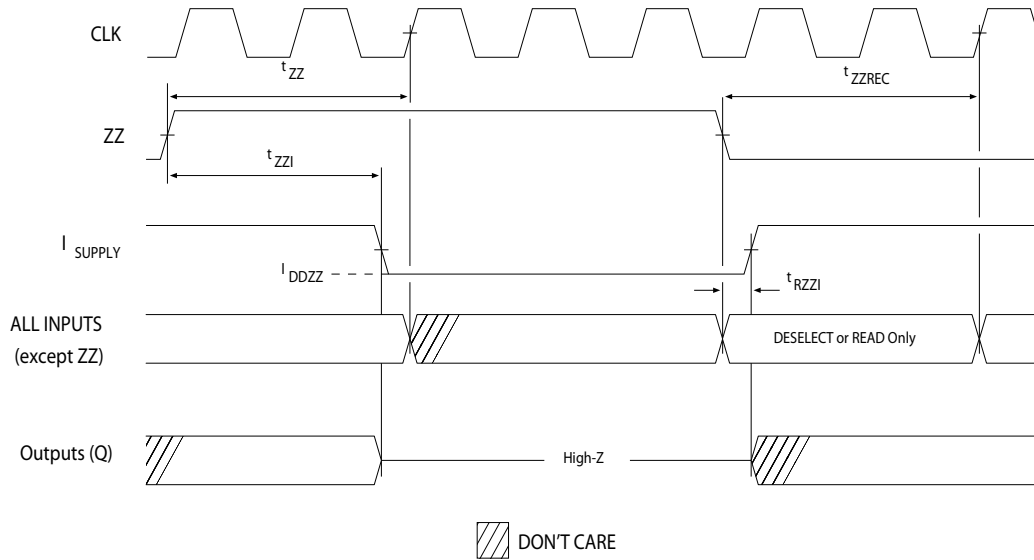 CLK
t ZZ
t ZZREC
ZZ
t ZZI
I SUPPLY
I DDZZ
t RZZI
ALL INPUTS
(except ZZ)
DESELECT or READ Only
Outputs (Q)
High-Z
DON'T CARE